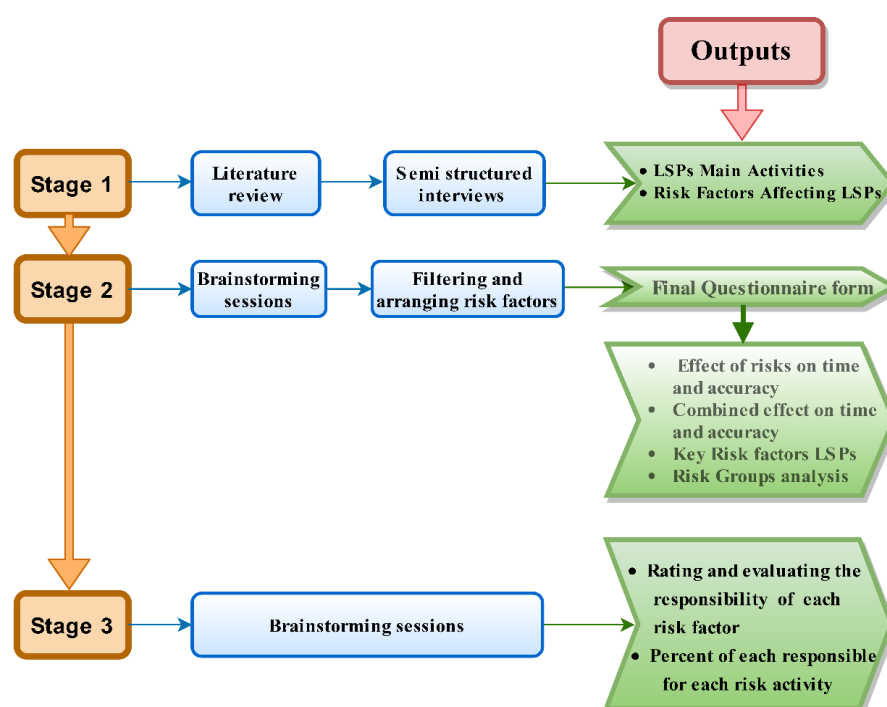 Outputs
Stage 1
Literature
review
Semi structured
interviews
• LSPs Main Activities
• Risk Factors Affecting LSPs
Stage 2
Brainstorming
sessions
Filtering and
arranging risk factors
Final Questionnaire form
• Effect of risks on time
and accuracy
• Combined effect on time
and accuracy
• Key Risk factors LSPs
• Risk Groups analysis
Stage 3
Brainstorming sessions
• Rating and evaluating the
responsibility of each
risk factor
• Percent of each responsible
for each risk activity